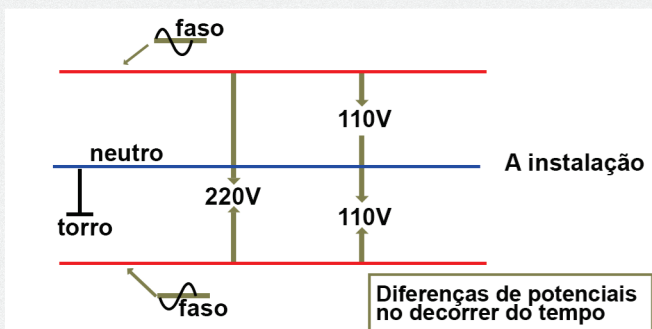 faso
110V
neutro
A instalação
220V
110V
torro
faso
Diferenças de potenciais
no decorrer do tempo